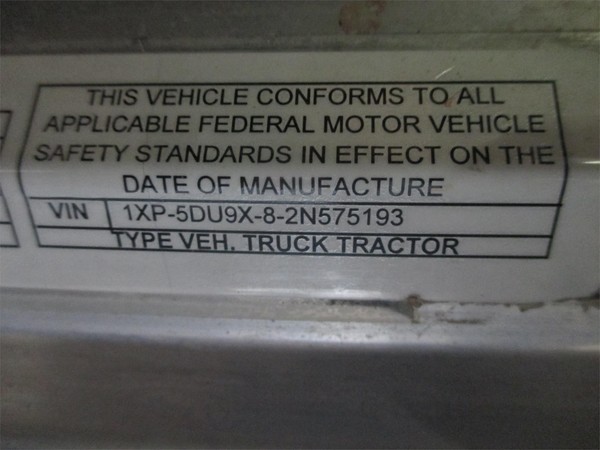 THIS VEHICLE CONFORMS TO ALL
APPLICABLE FEDERAL MOTOR VEHICLE
SAFETY STANDARDS IN EFFECT ON THE
DATE OF MANUFACTURE
VIN 1XP-5DU9X-8-2N575193
TYPE VEH. TRUCK TRACTOR